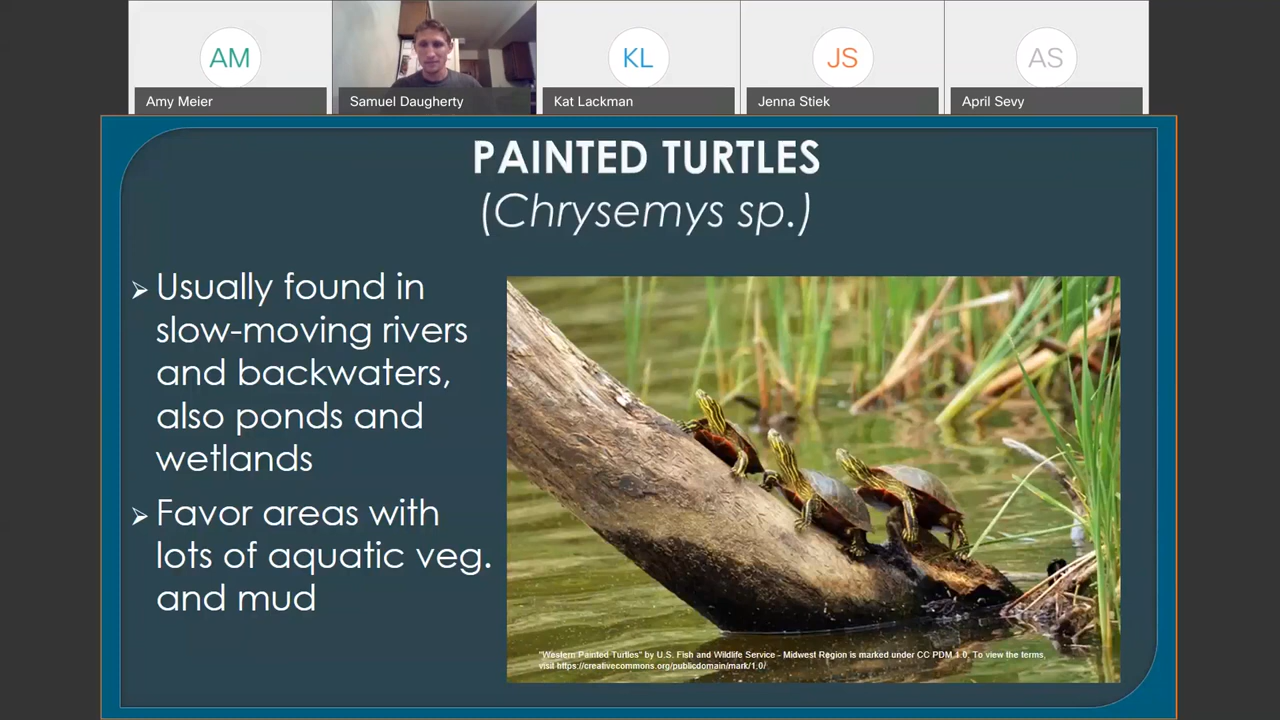 AM
KL
JS
AS
Amy Meier
Samuel Daugherty
Kat Lackman
Jenna Stiek
April Sevy
PAINTED TURTLES
(Chrysemys sp.)
Usually found in
slow-moving rivers
and backwaters,
also ponds and
wetlands
Favor areas with
lots of aquatic veg.
and mud
"Western Painted Turtles" by U.S. Fish and Wildlife Service - Midwest Region is marked under CC PDM 1.0. To view the terms,
visit https://creativecommons.org/publicdomain/mark/1.0/